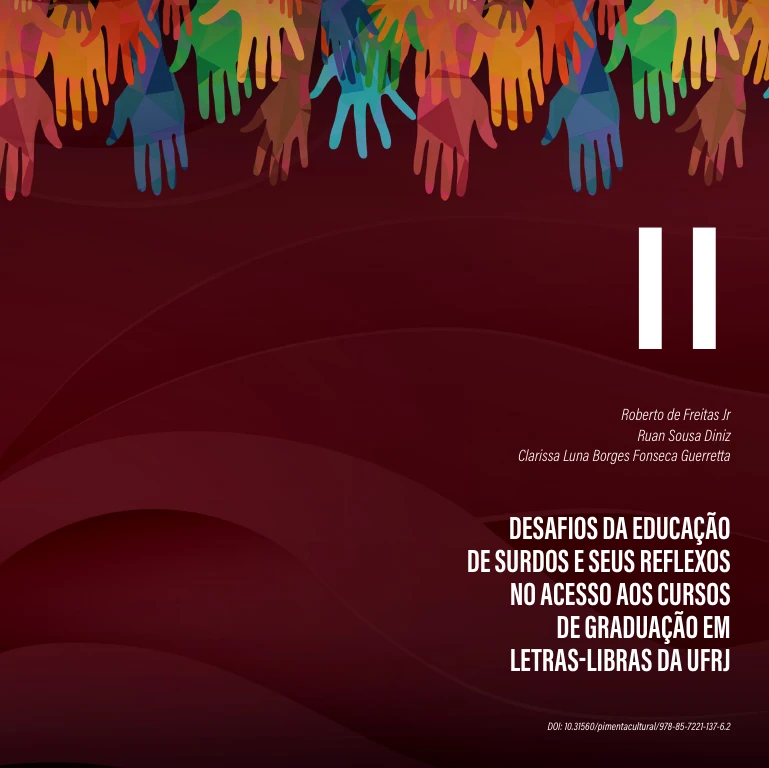 II
Roberto de Freitas Jr
Ruan Sousa Diniz
Clarissa Luna Borges Fonseca Guerretta
DESAFIOS DA EDUCAÇÃO
DE SURDOS E SEUS REFLEXOS
NO ACESSO AOS CURSOS
DE GRADUAÇÃO EM
LETRAS-LIBRAS DA UFRJ
DOI: 10.31560/pimentacultural/978-85-7221-137-6.2